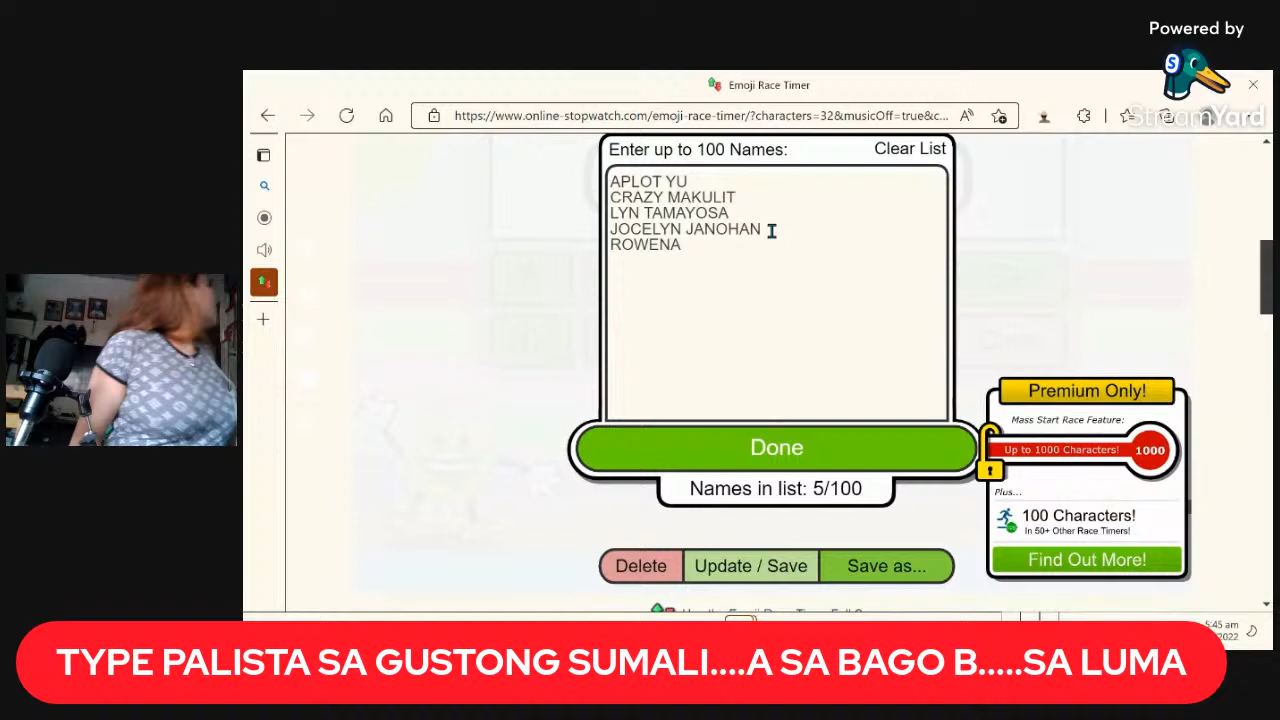 Powered by
StreamYard
Emoji Race Timer
https://www.online-stopwatch.com/emoji-race-timer/?characters=32&musicOff=true&c...
Enter up to 100 Names:
Clear List
APLOT YU
CRAZY MAKULIT
LYN TAMAYOSA
JOCELYN JANOHAN
ROWENA
Done
Names in list: 5/100
Delete
Update / Save
Save as...
Premium Only!
Mass Start Race Feature:
Up to 1000 Characters!
1000
Plus...
100 Characters!
In 50+ Other Race Timers!
Find Out More!
5:45 am
TYPE PALISTA SA GUSTONG SUMALI....A SA BAGO B.....SA LUMA